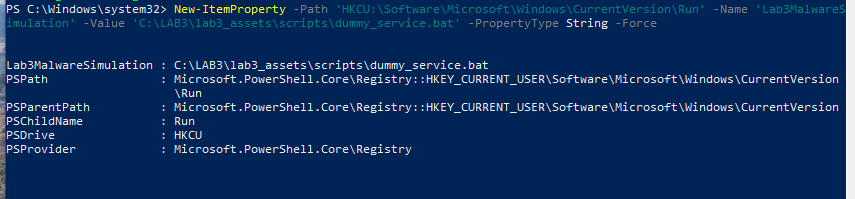 PS C:\Windows\system32> New-ItemProperty -Path 'HKCU:\Software\Microsoft\Windows\CurrentVersion\Run' -Name 'Lab3MalwareS
imulation' -Value 'C:\LAB3\lab3_assets\scripts\dummy_service.bat' -PropertyType String -Force
Lab3MalwareSimulation : C:\LAB3\lab3_assets\scripts\dummy_service.bat
PSPath                : Microsoft.PowerShell.Core\Registry::HKEY_CURRENT_USER\Software\Microsoft\Windows\CurrentVersion
                        \Run
PSParentPath          : Microsoft.PowerShell.Core\Registry::HKEY_CURRENT_USER\Software\Microsoft\Windows\CurrentVersion
PSChildName           : Run
PSDrive               : HKCU
PSProvider            : Microsoft.PowerShell.Core\Registry